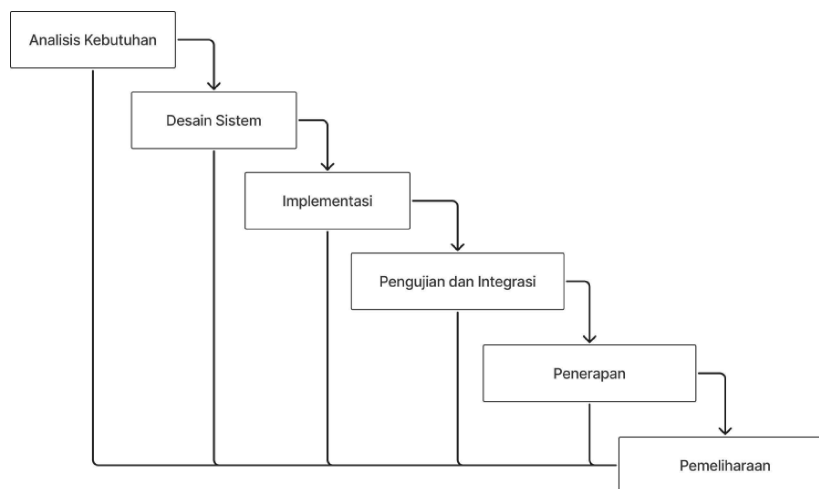 Analisis Kebutuhan
Desain Sistem
Implementasi
Pengujian dan Integrasi
Penerapan
Pemeliharaan